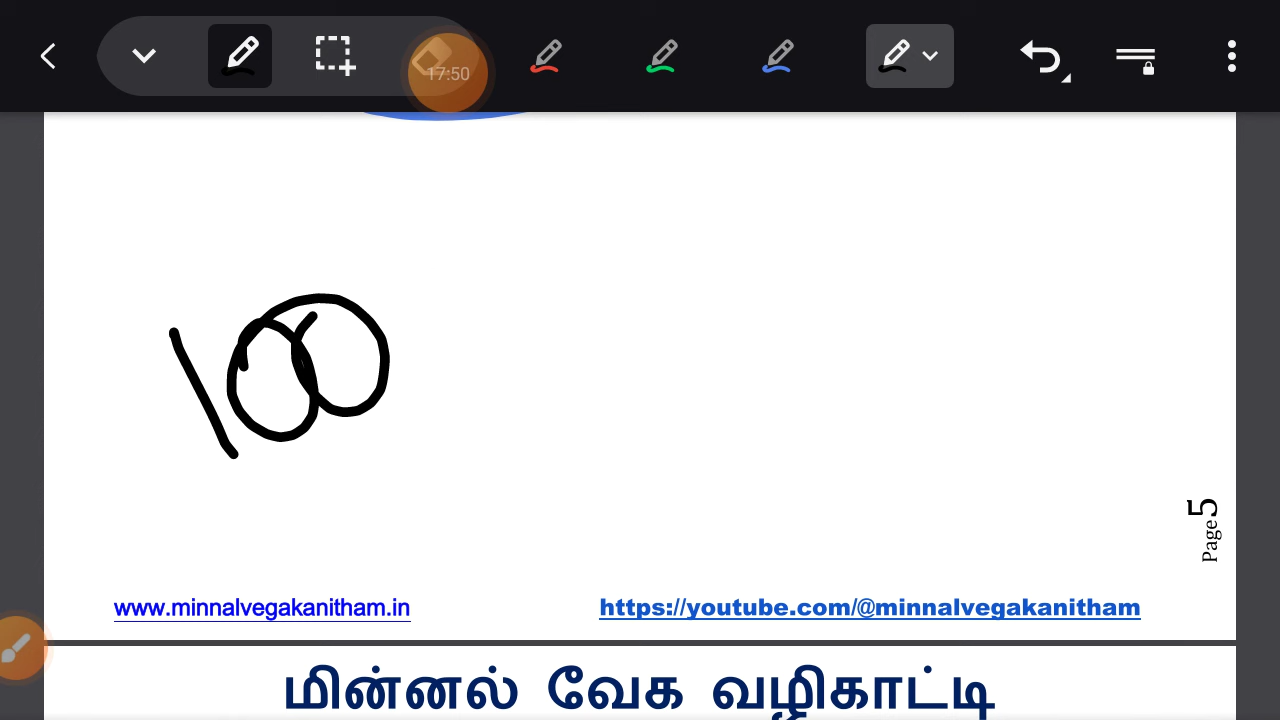 17:50
100
Page 5
www.minnalvegakanitham.in
https://youtube.com/@minnalvegakanitham
மின்னல் வேக வழிகாட்டி